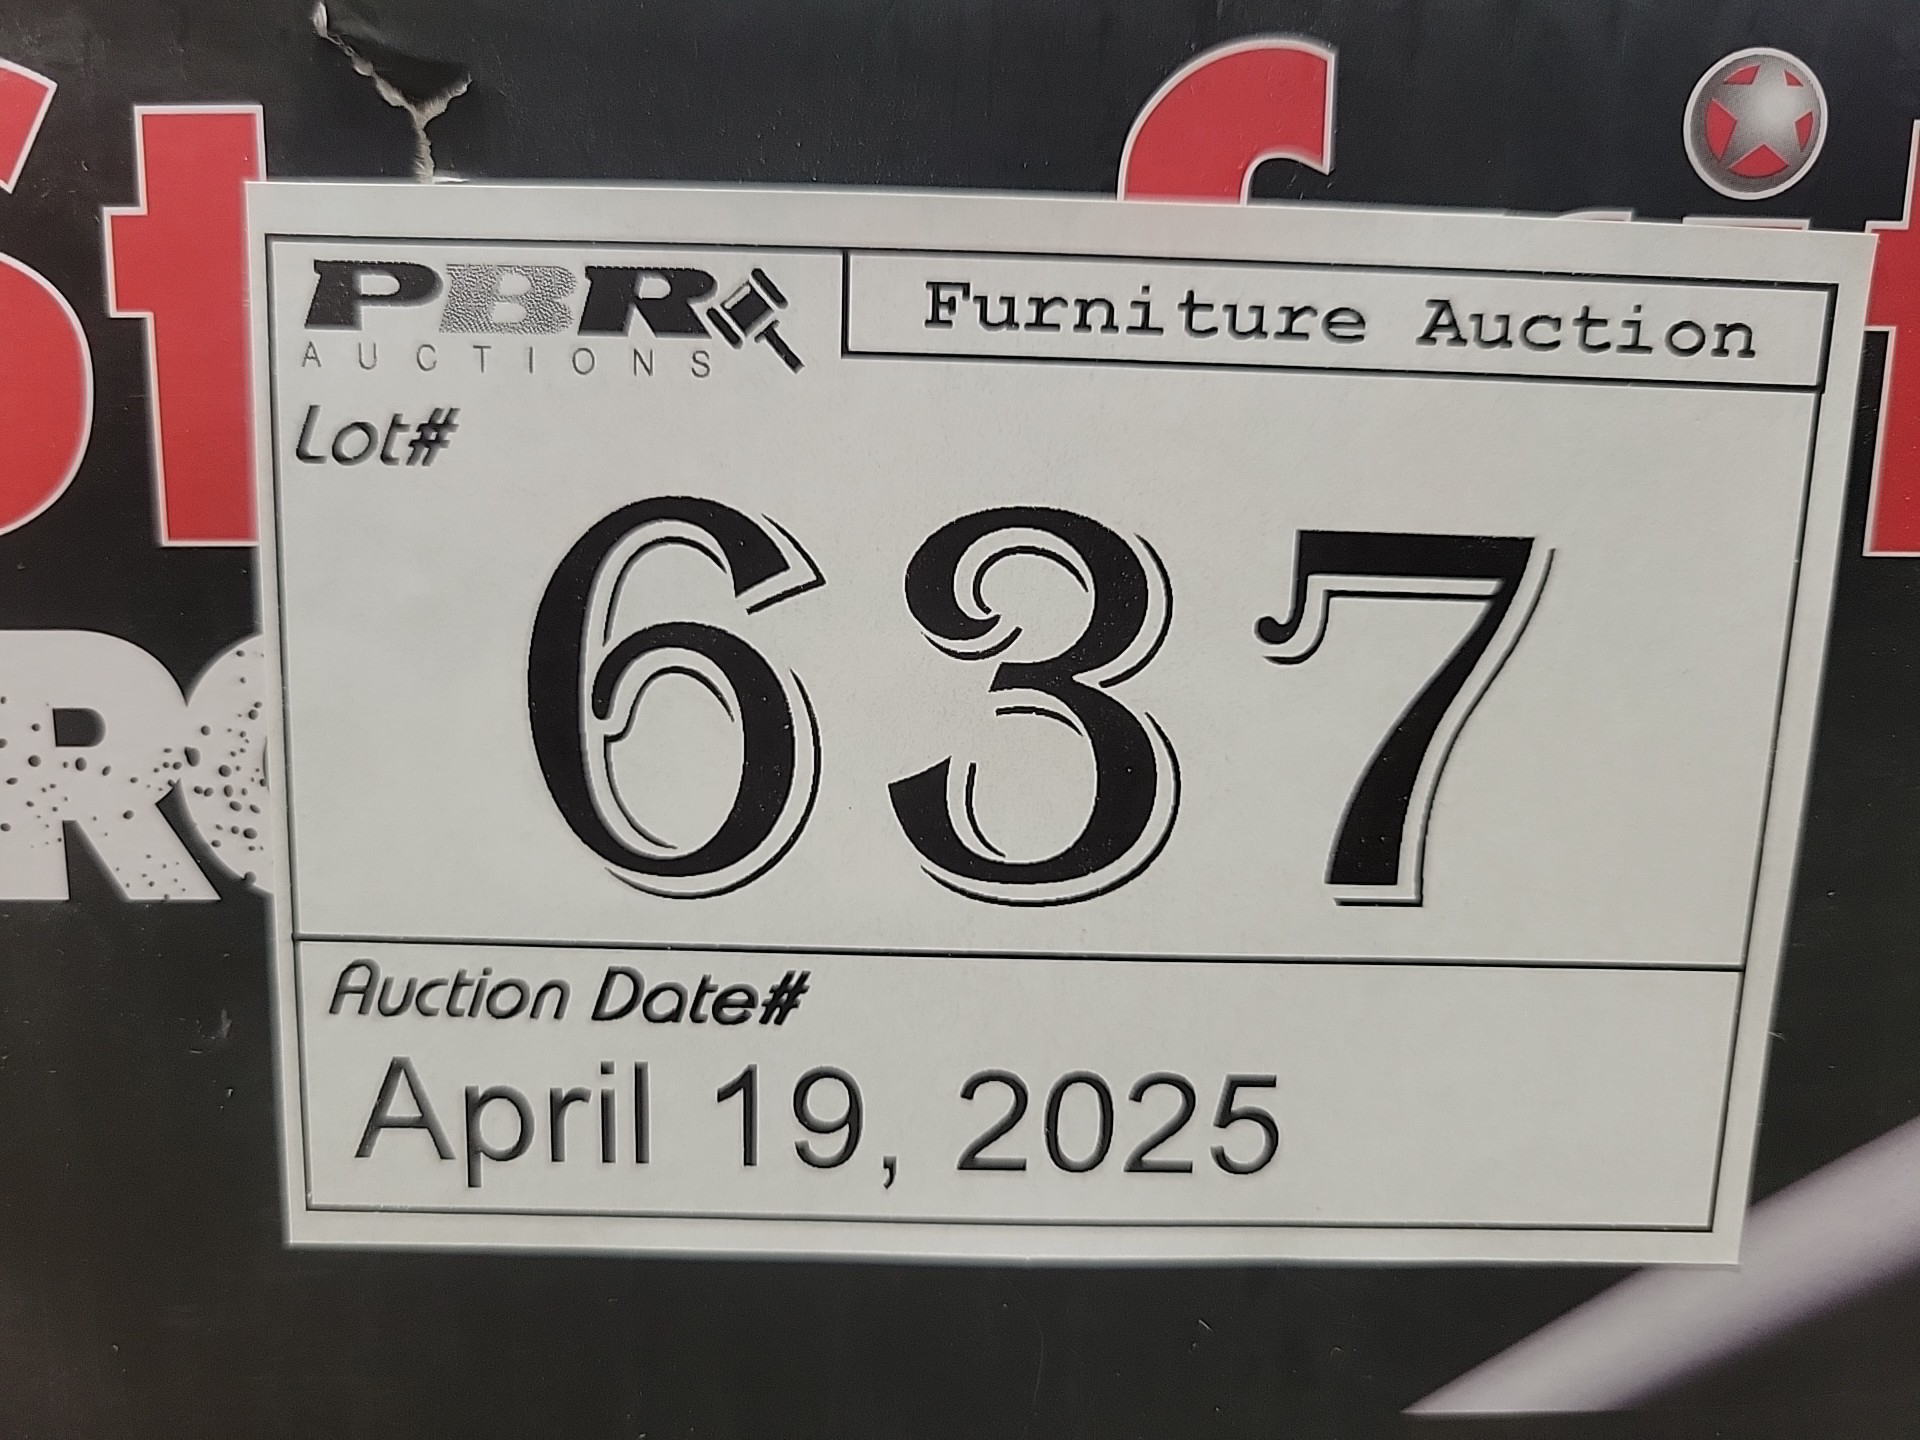 PBR
AUCTIONS
Furniture Auction
Lot#
637
Auction Date#
April 19, 2025